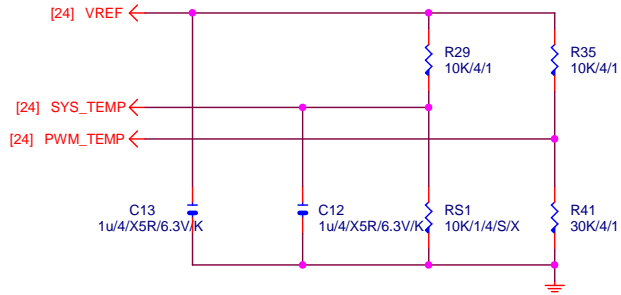 [24] VREF
R29
10K/4/1
R35
10K/4/1
[24] SYS_TEMP
[24] PWM_TEMP
C13
1u/4/X5R/6.3V/K
C12
1u/4/X5R/6.3V/K
RS1
10K/1/4/S/X
R41
30K/4/1